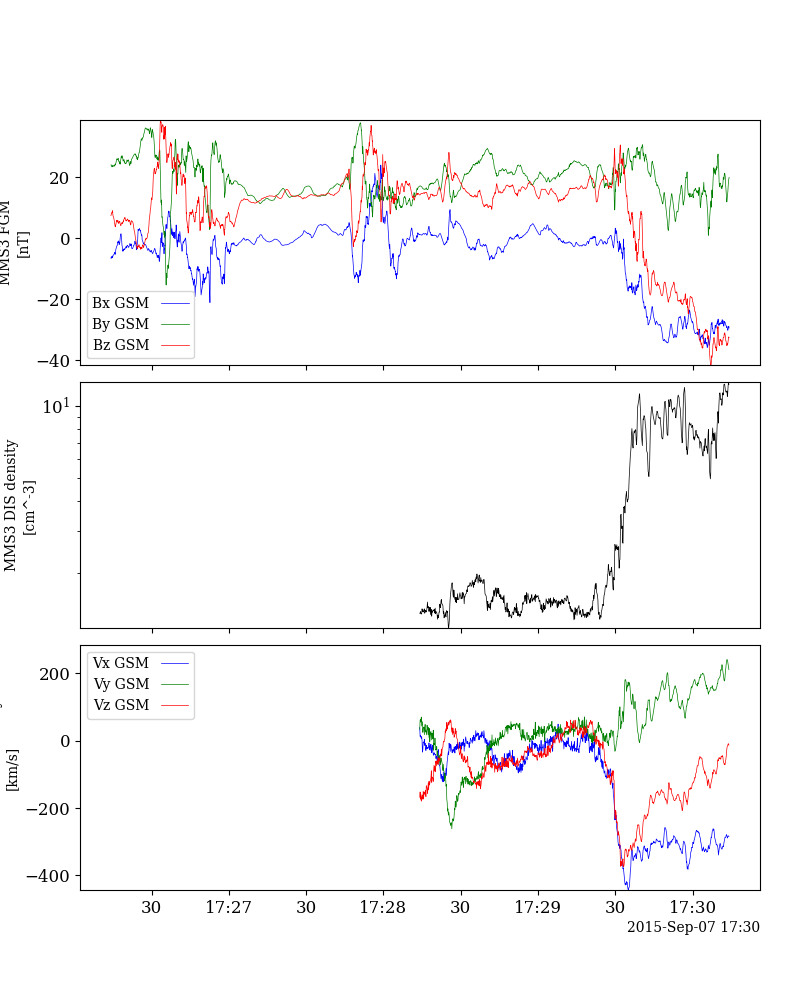 MMS3 FGM
[nT]
20
0
−20
−40
Bx GSM
By GSM
Bz GSM
MMS3 DIS density
[cm^-3]
10^1
[km/s]
200
0
−200
−400
Vx GSM
Vy GSM
Vz GSM
30 17:27 30 17:28 30 17:29 30 17:30
2015-Sep-07 17:30